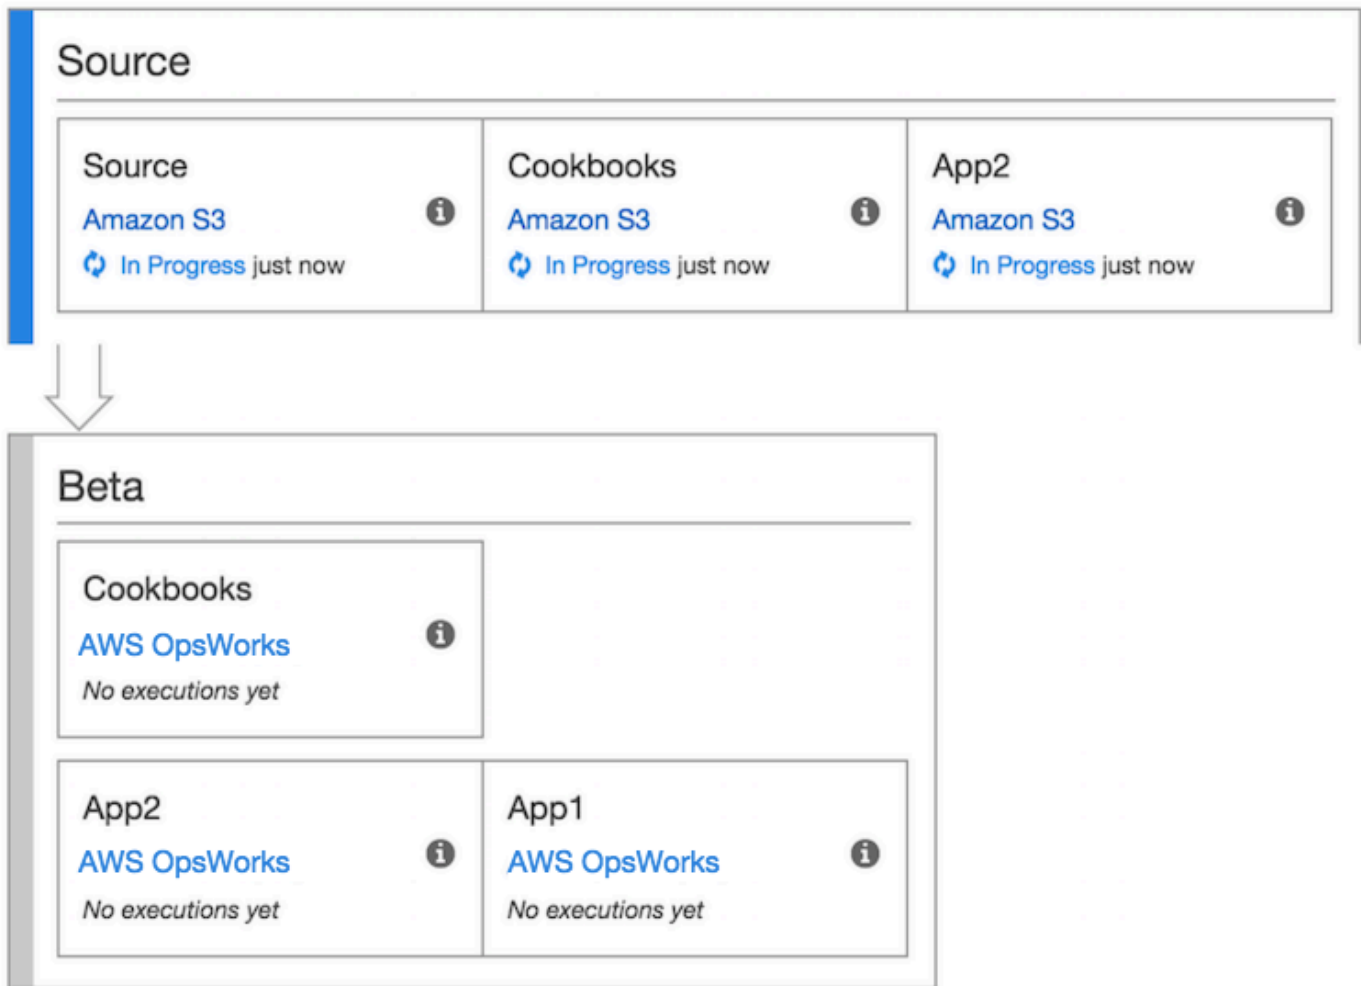 Source
Source
Amazon S3
In Progress just now
Cookbooks
Amazon S3
In Progress just now
App2
Amazon S3
In Progress just now
Beta
Cookbooks
AWS OpsWorks
No executions yet
App2
AWS OpsWorks
No executions yet
App1
AWS OpsWorks
No executions yet